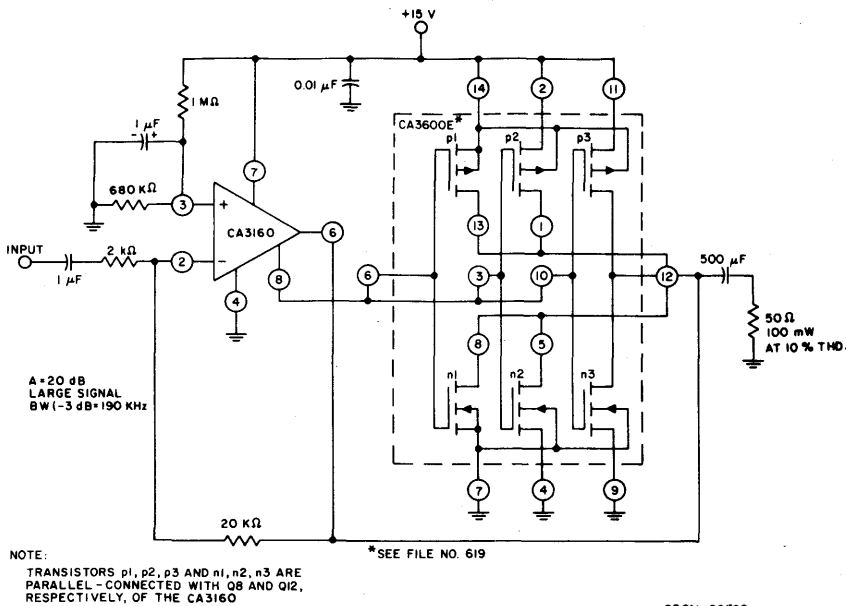 +15 V
0.01 µF
14
2
11
1 MΩ
CA3600E*
p1
p2
p3
1 µF
- +
7
680 KΩ
3
+
13
1
CA3160
6
INPUT
2 kΩ
2
–
6
3
10
12
500 µF
1 µF
8
4
8
5
50Ω
100 mW
AT 10 % THD.
n1
n2
n3
A = 20 dB
LARGE SIGNAL
BW (-3 dB = 190 KHz
7
4
9
20 KΩ
*SEE FILE NO. 619
NOTE:
TRANSISTORS p1, p2, p3 AND n1, n2, n3 ARE
PARALLEL - CONNECTED WITH Q8 AND Q12,
RESPECTIVELY, OF THE CA3160